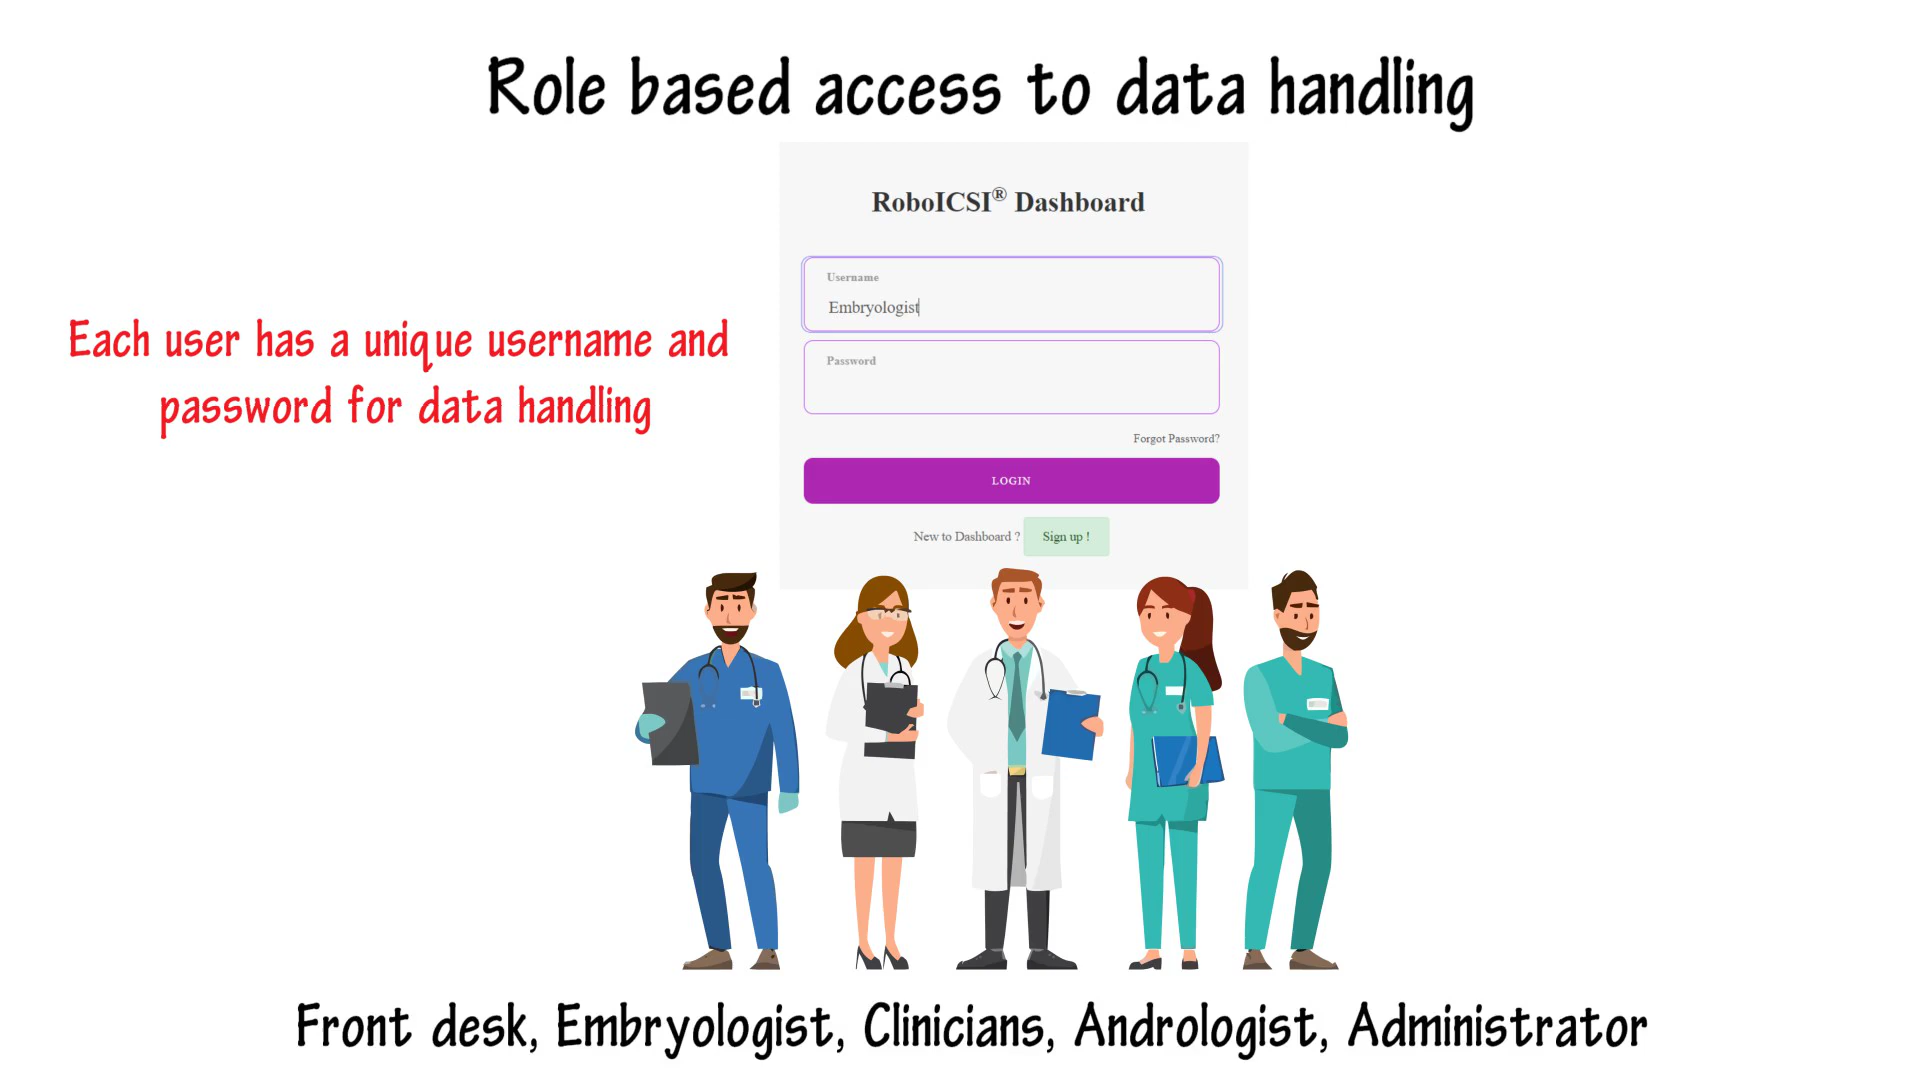 Role based access to data handling
RoboICSI® Dashboard
Username
Embryologist
Each user has a unique username and
password for data handling
Password
Forgot Password?
LOGIN
New to Dashboard ? Sign up !
Front desk, Embryologist, Clinicians, Andrologist, Administrator